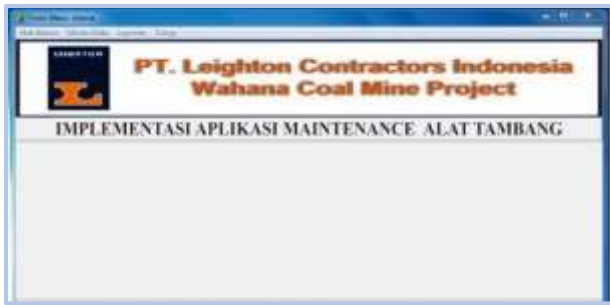 PT. Leighton Contractors Indonesia
Wahana Coal Mine Project
IMPLEMENTASI APLIKASI MAINTENANCE ALAT TAMBANG